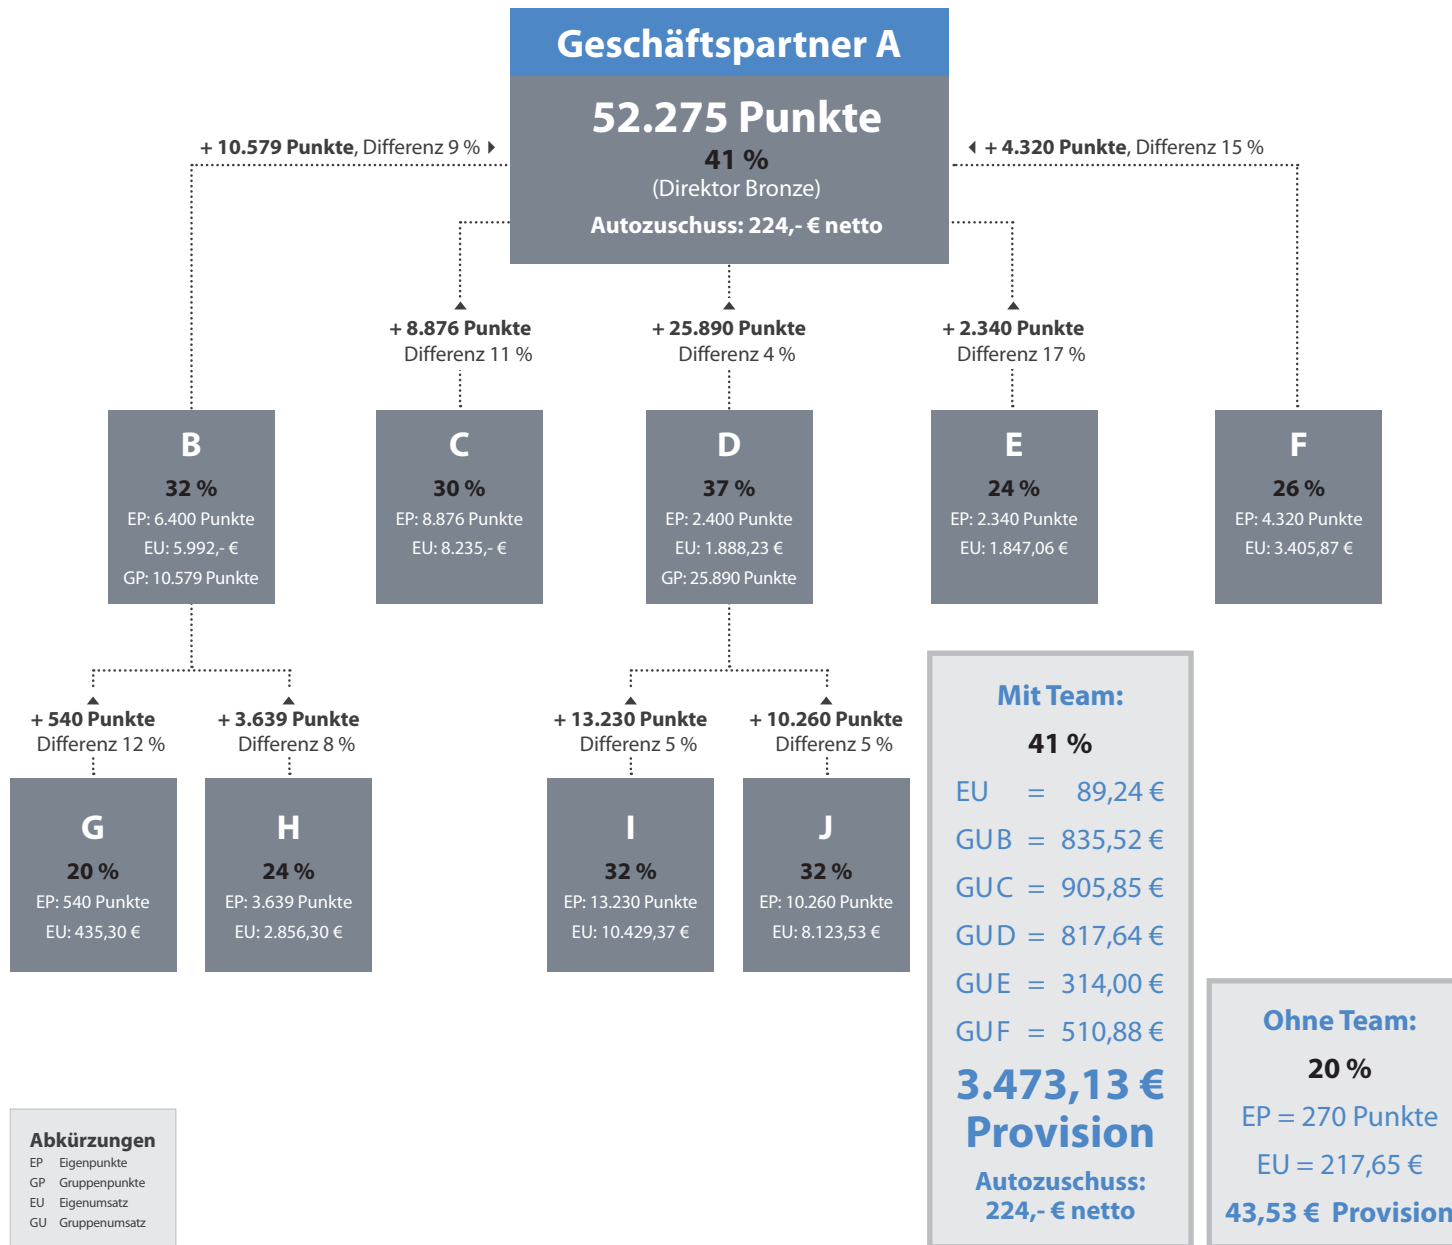 Geschäftspartner A
52.275 Punkte
41 %
(Direktor Bronze)
Autozuschuss: 224,- € netto
+ 10.579 Punkte, Differenz 9 %
+ 4.320 Punkte, Differenz 15 %
+ 8.876 Punkte
Differenz 11 %
+ 25.890 Punkte
Differenz 4 %
+ 2.340 Punkte
Differenz 17 %
B
32 %
EP: 6.400 Punkte
EU: 5.992,- €
GP: 10.579 Punkte
C
30 %
EP: 8.876 Punkte
EU: 8.235,- €
D
37 %
EP: 2.400 Punkte
EU: 1.888,23 €
GP: 25.890 Punkte
E
24 %
EP: 2.340 Punkte
EU: 1.847,06 €
F
26 %
EP: 4.320 Punkte
EU: 3.405,87 €
+ 540 Punkte
Differenz 12 %
+ 3.639 Punkte
Differenz 8 %
+ 13.230 Punkte
Differenz 5 %
+ 10.260 Punkte
Differenz 5 %
G
20 %
EP: 540 Punkte
EU: 435,30 €
H
24 %
EP: 3.639 Punkte
EU: 2.856,30 €
I
32 %
EP: 13.230 Punkte
EU: 10.429,37 €
J
32 %
EP: 10.260 Punkte
EU: 8.123,53 €
Mit Team:
41 %
EU = 89,24 €
GUB = 835,52 €
GUC = 905,85 €
GUD = 817,64 €
GUE = 314,00 €
GUF = 510,88 €
3.473,13 €
Provision
Autozuschuss:
224,- € netto
Ohne Team:
20 %
EP = 270 Punkte
EU = 217,65 €
43,53 € Provision
Abkürzungen
EP Eigenpunkte
GP Gruppenpunkte
EU Eigenumsatz
GU Gruppenumsatz